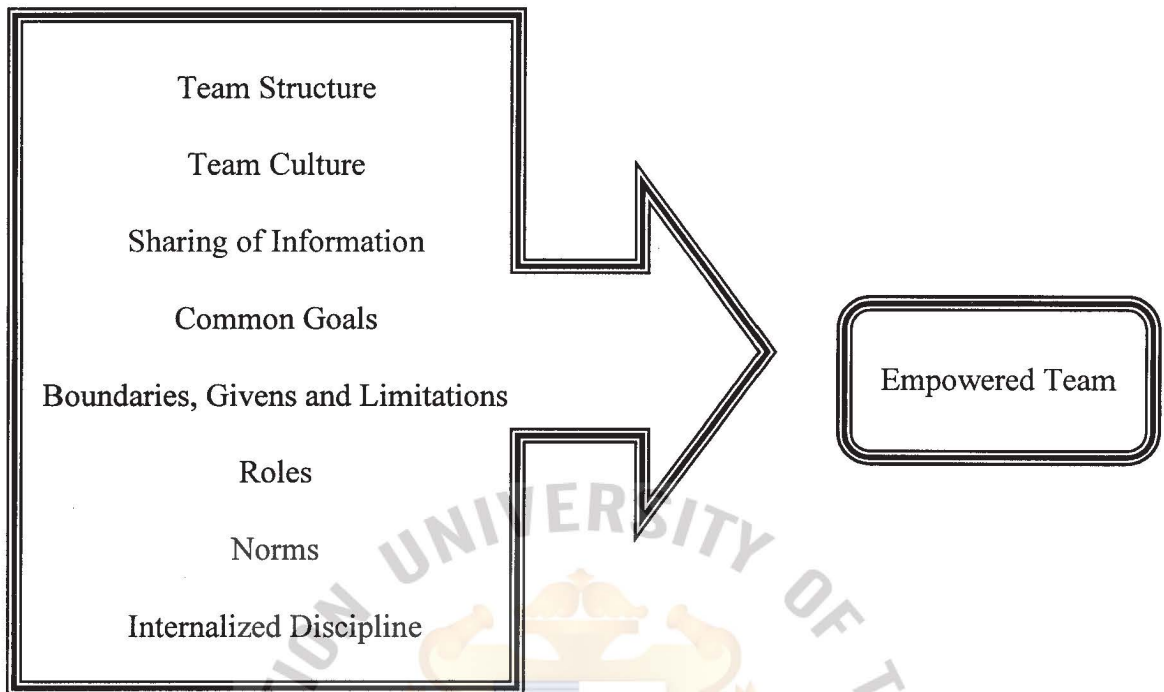 Team Structure
Team Culture
Sharing of Information
Common Goals
Boundaries, Givens and Limitations
Empowered Team
Roles
Norms
Internalized Discipline
UNIVERSITY OF